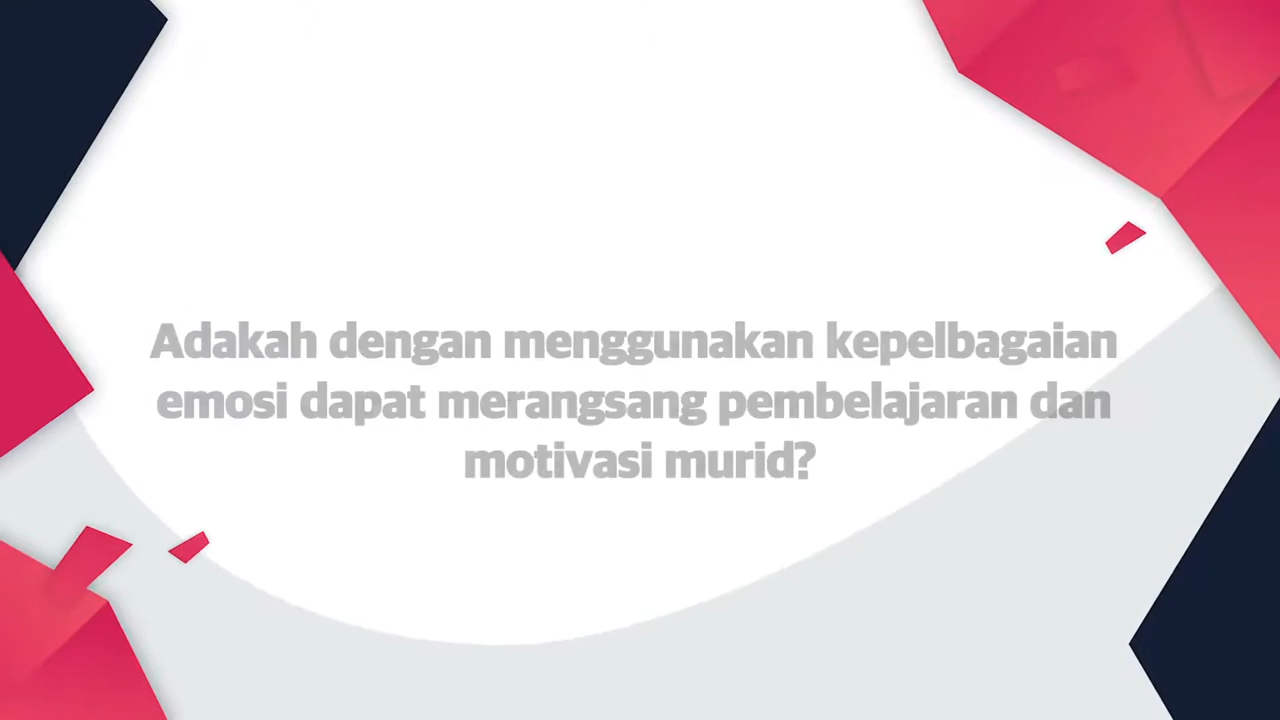 Adakah dengan menggunakan kepelbagaian
emosi dapat merangsang pembelajaran dan
motivasi murid?